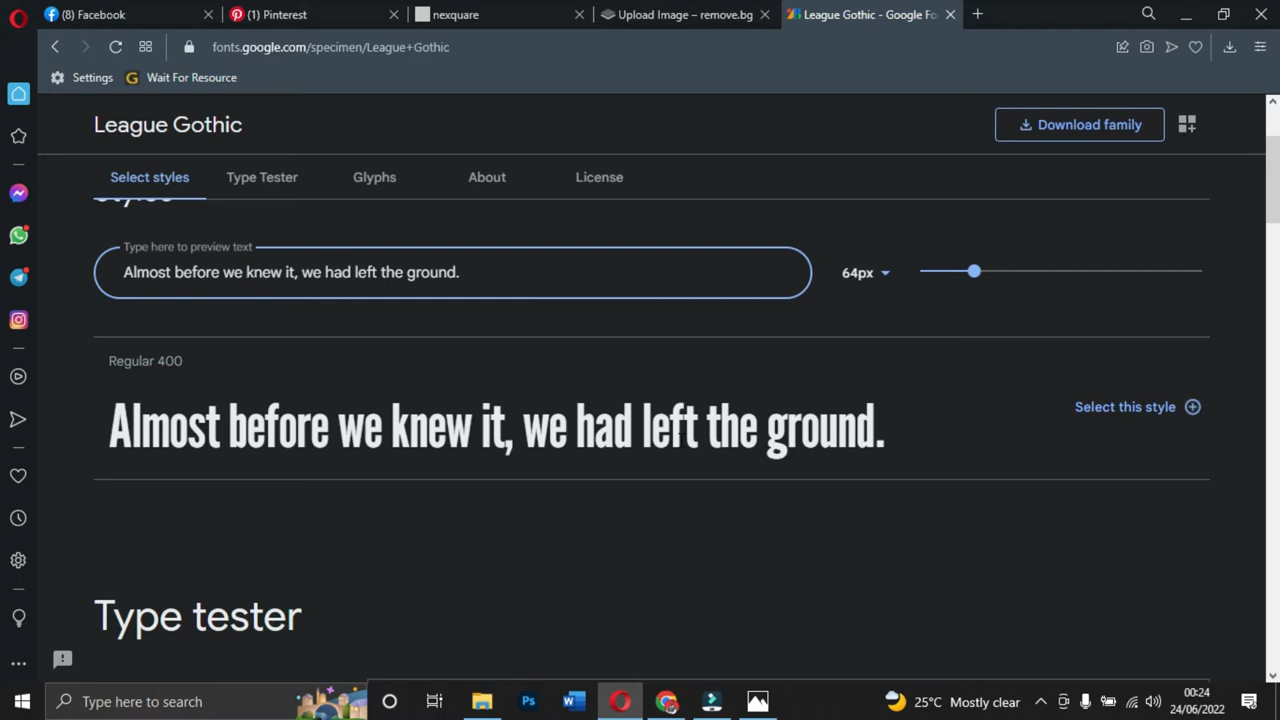 (8) Facebook
(1) Pinterest
nexquare
Upload Image – remove.bg
League Gothic - Google Fo
fonts.google.com/specimen/League+Gothic
Settings
Wait For Resource
League Gothic
Download family
Select styles
Type Tester
Glyphs
About
License
Styles
Type here to preview text
Almost before we knew it, we had left the ground.
64px
Regular 400
Almost before we knew it, we had left the ground.
Select this style
Type tester
Type here to search
Ps
W
25°C Mostly clear
00:24
24/06/2022